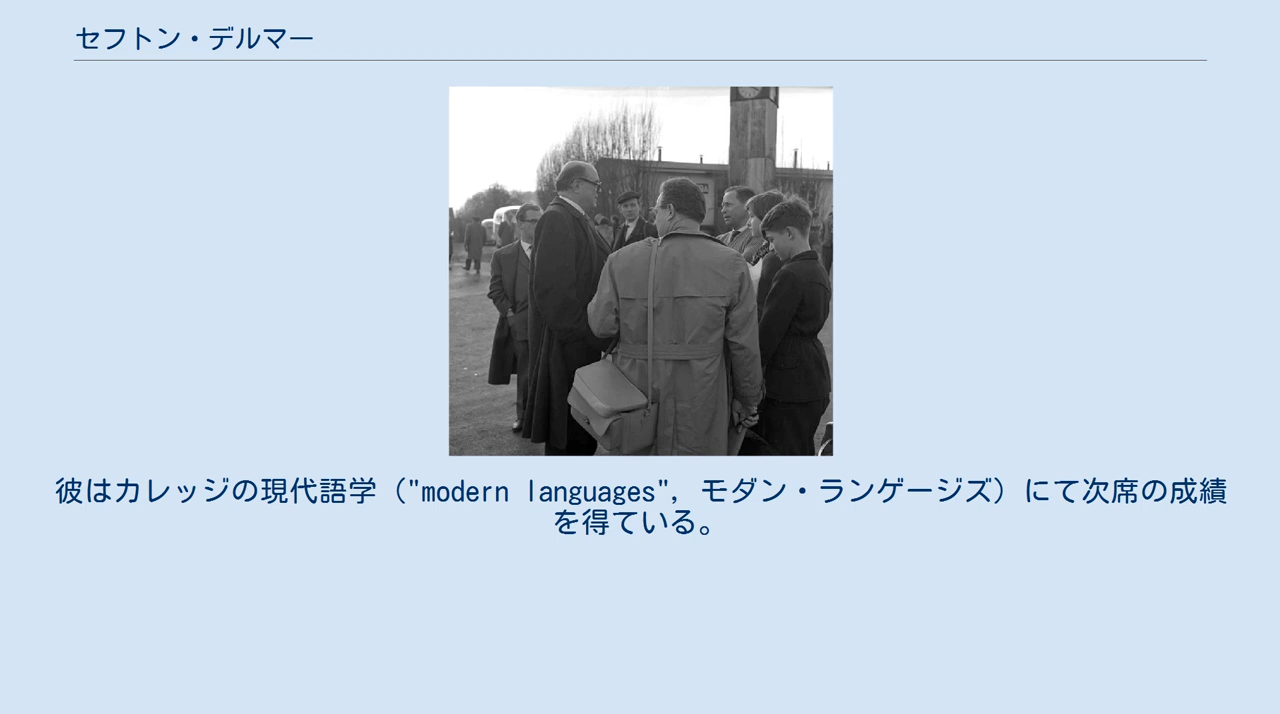 セフトン・デルマー
彼はカレッジの現代語学（"modern languages", モダン・ランゲージズ）にて次席の成績
を得ている。